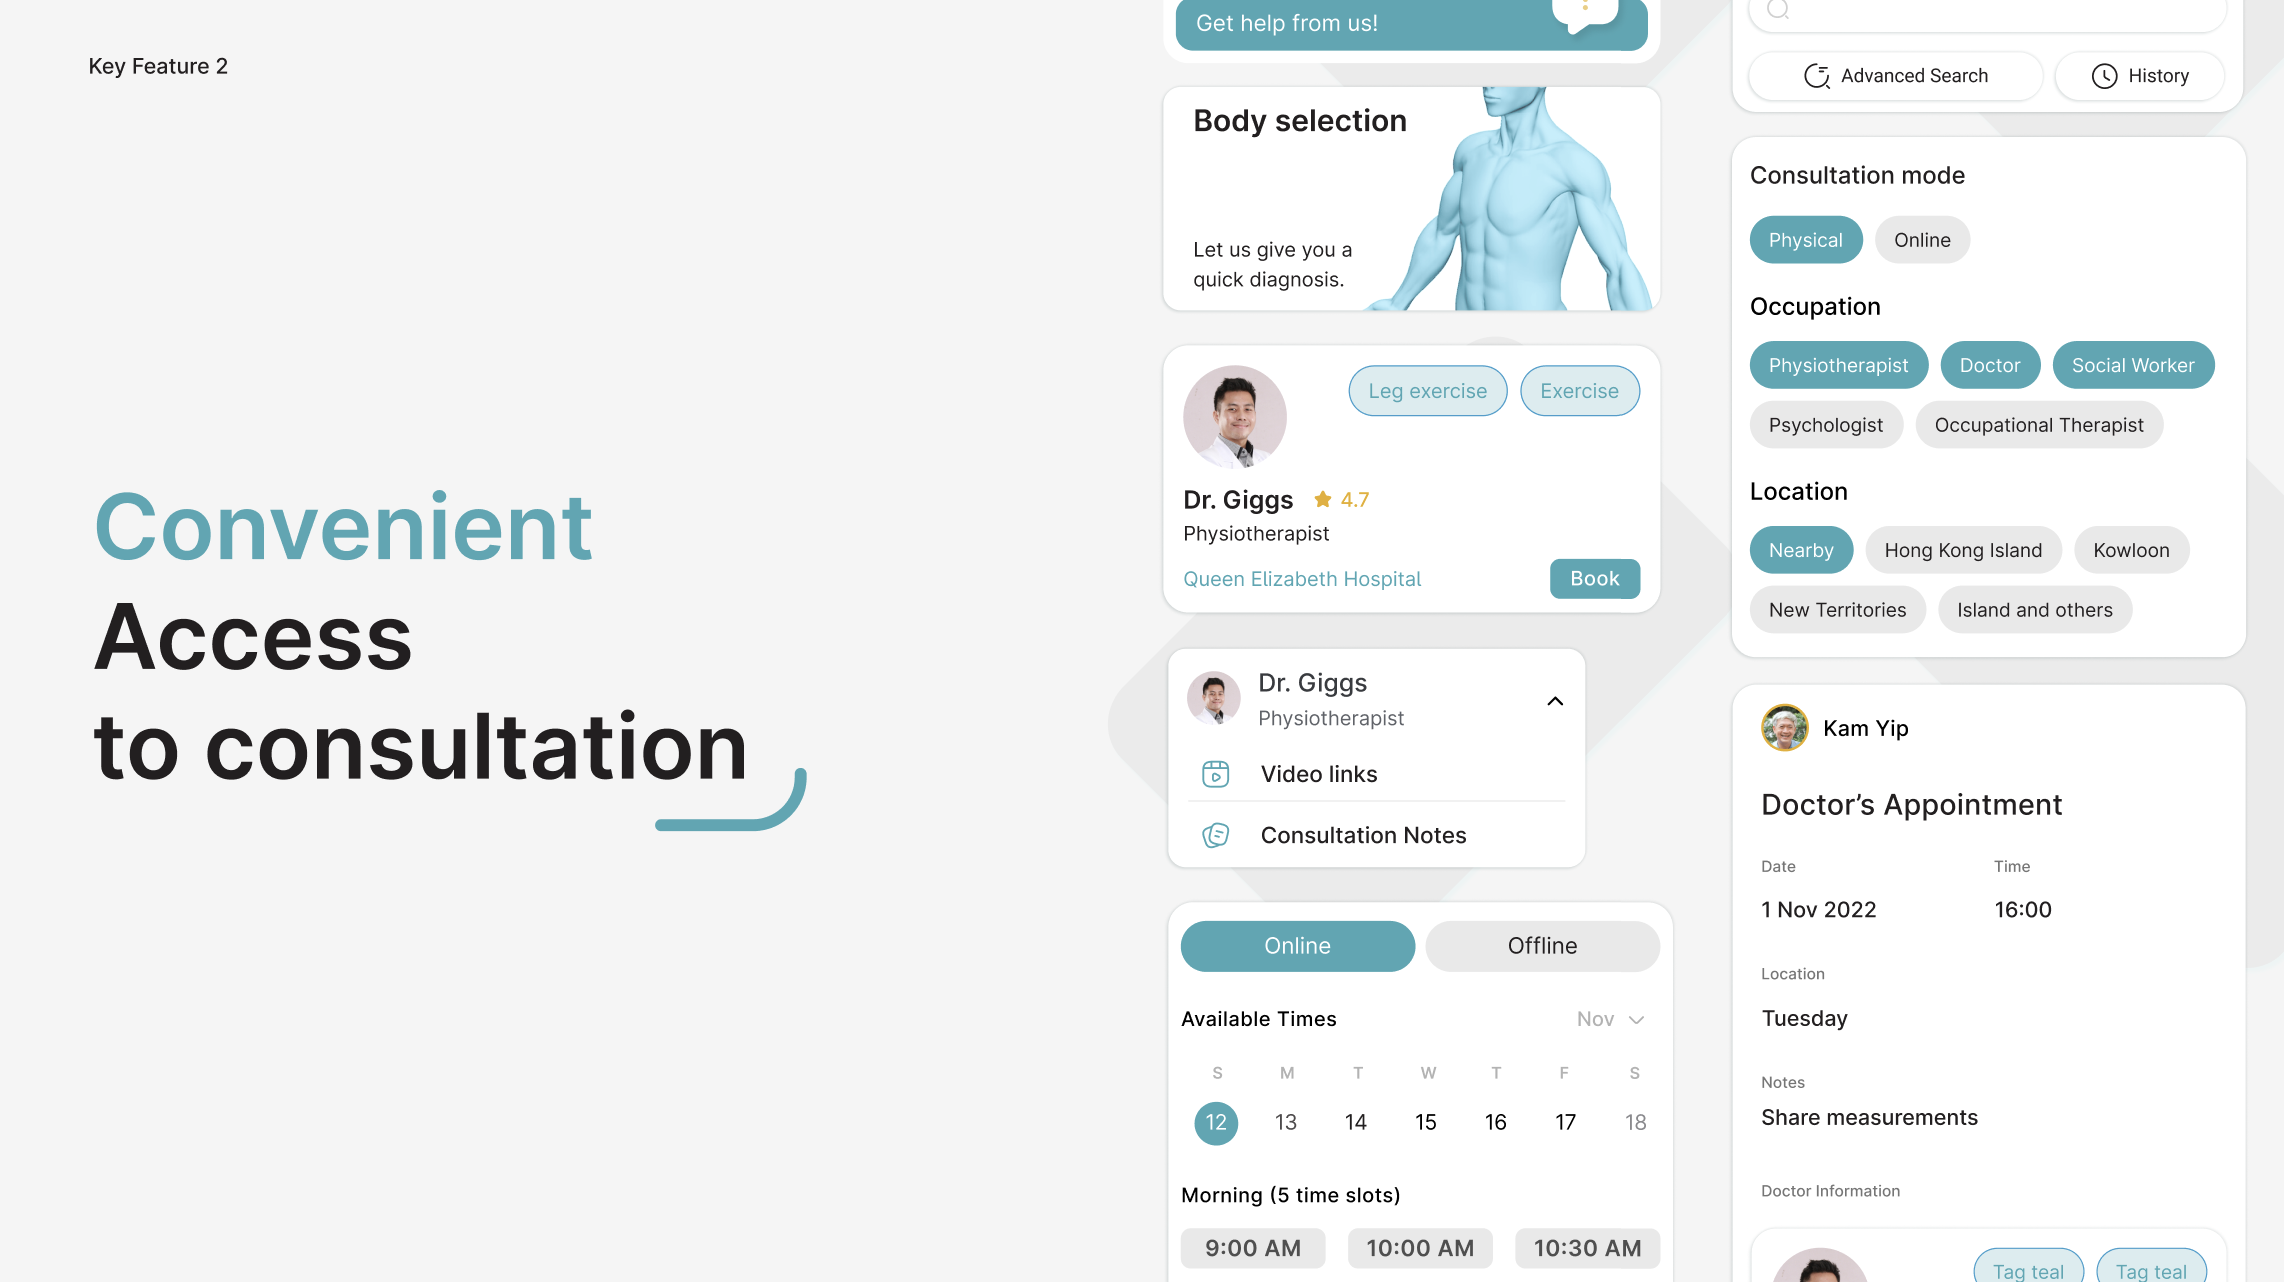 Key Feature 2
Convenient
Access
to consultation
Get help from us!
Body selection
Let us give you a
quick diagnosis.
Leg exercise
Exercise
Dr. Giggs
4.7
Physiotherapist
Queen Elizabeth Hospital
Book
Dr. Giggs
Physiotherapist
Video links
Consultation Notes
Online
Offline
Available Times
Nov
S M T W T F S
12 13 14 15 16 17 18
Morning (5 time slots)
9:00 AM
10:00 AM
10:30 AM
Advanced Search
History
Consultation mode
Physical
Online
Occupation
Physiotherapist
Doctor
Social Worker
Psychologist
Occupational Therapist
Location
Nearby
Hong Kong Island
Kowloon
New Territories
Island and others
Kam Yip
Doctor’s Appointment
Date
Time
1 Nov 2022
16:00
Location
Tuesday
Notes
Share measurements
Doctor Information
Tag teal
Tag teal